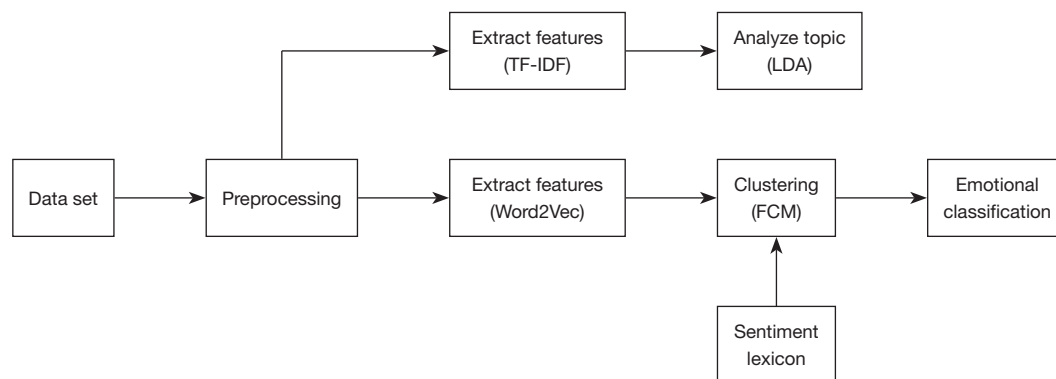 Extract features
(TF-IDF)
Analyze topic
(LDA)
Data set
Preprocessing
Extract features
(Word2Vec)
Clustering
(FCM)
Emotional
classification
Sentiment
lexicon